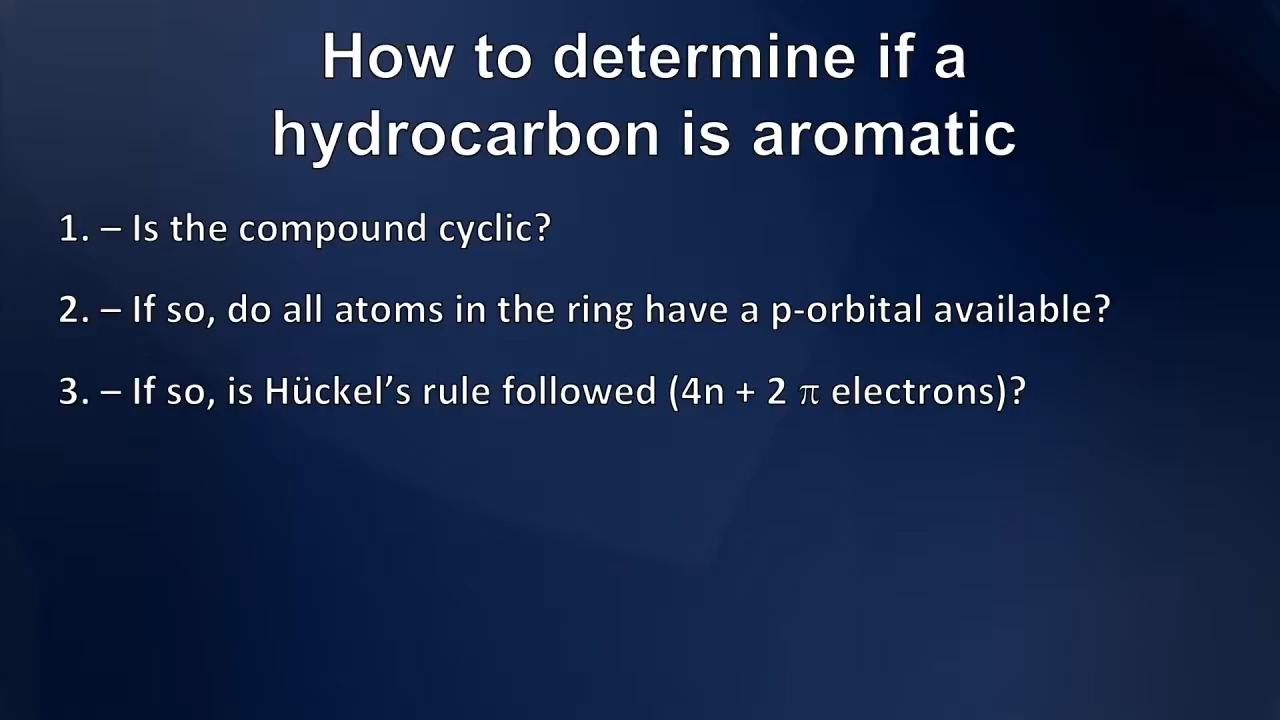 How to determine if a
hydrocarbon is aromatic
1. – Is the compound cyclic?
2. – If so, do all atoms in the ring have a p-orbital available?
3. – If so, is Hückel’s rule followed (4n + 2 π electrons)?